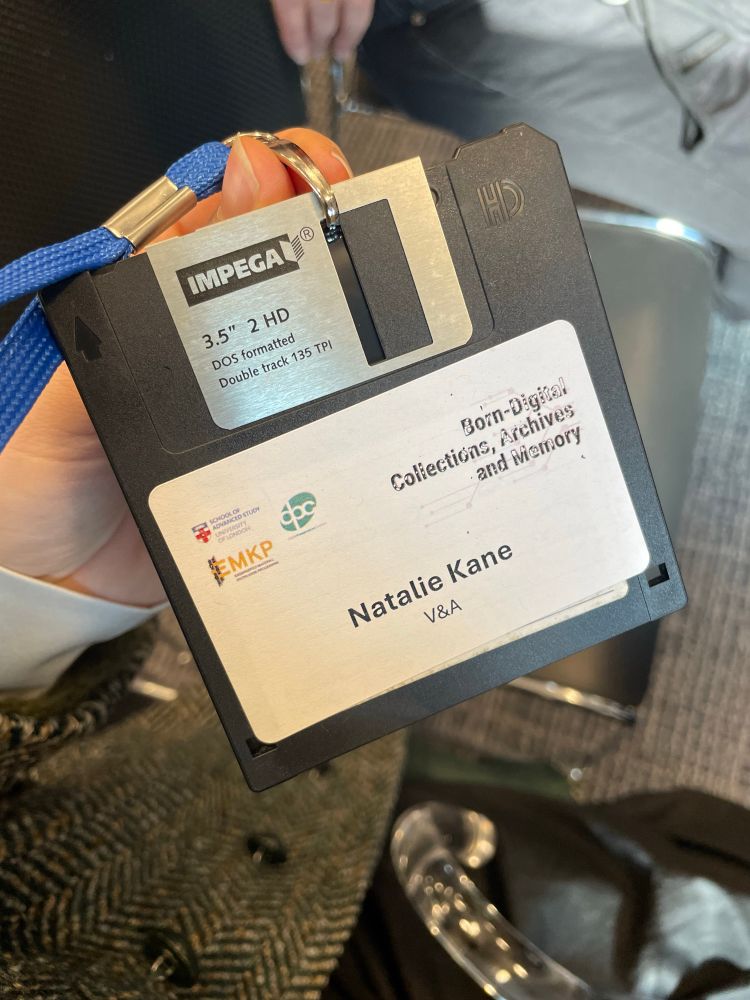 IMPEGA®
3.5" 2 HD
DOS formatted
Double track 135 TPI
HD
Born-Digital
Collections, Archives
and Memory
SCHOOL OF
ADVANCED STUDY
UNIVERSITY
OF LONDON
dpc
EMKP
Natalie Kane
V&A